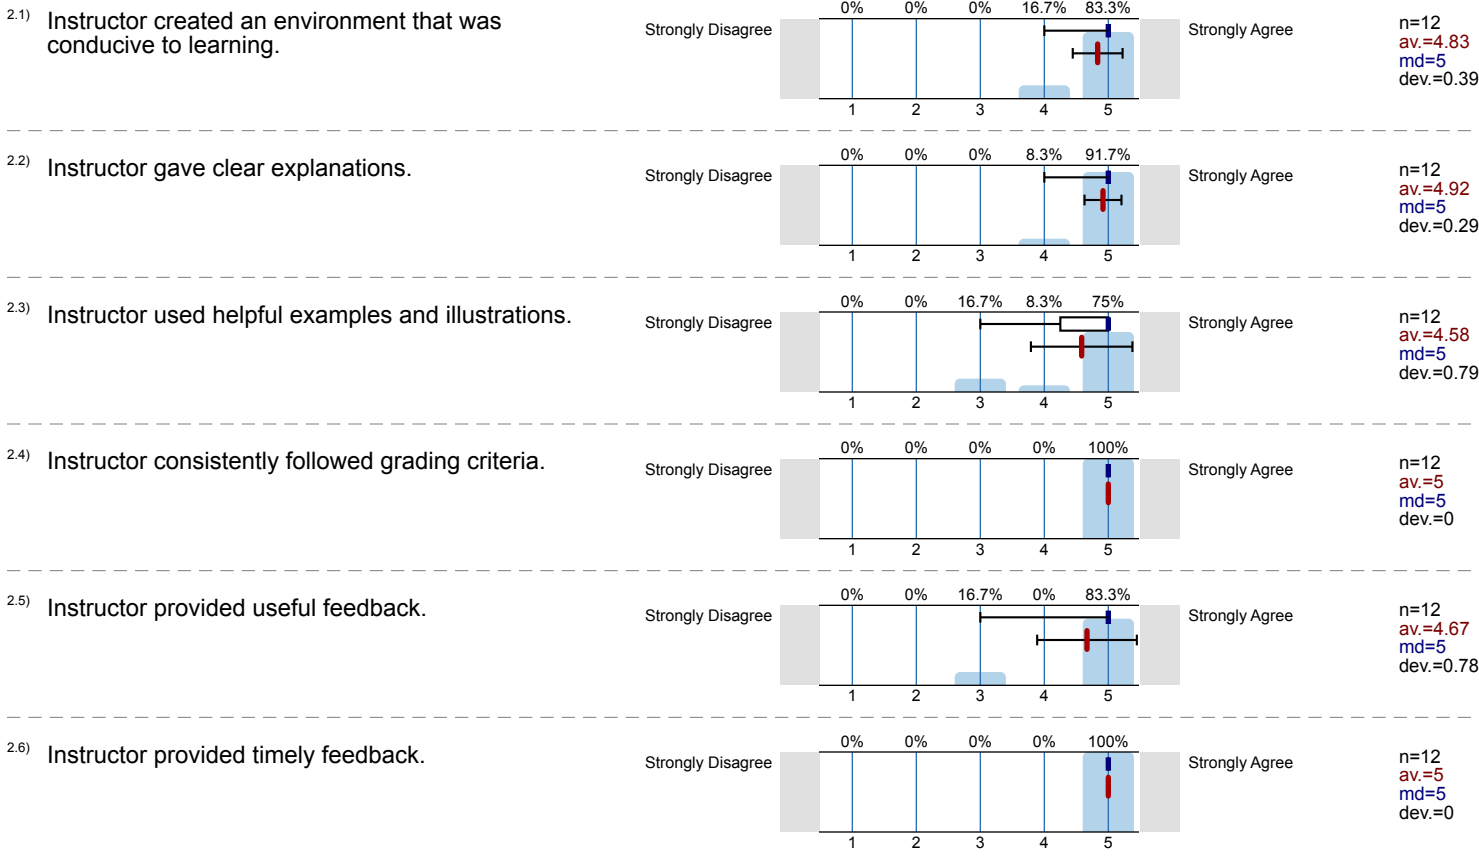 2.1) Instructor created an environment that was
conducive to learning.
Strongly Disagree
0% 0% 0% 16.7% 83.3%
1 2 3 4 5
Strongly Agree
n=12
av.=4.83
md=5
dev.=0.39
2.2) Instructor gave clear explanations.
Strongly Disagree
0% 0% 0% 8.3% 91.7%
1 2 3 4 5
Strongly Agree
n=12
av.=4.92
md=5
dev.=0.29
2.3) Instructor used helpful examples and illustrations.
Strongly Disagree
0% 0% 16.7% 8.3% 75%
1 2 3 4 5
Strongly Agree
n=12
av.=4.58
md=5
dev.=0.79
2.4) Instructor consistently followed grading criteria.
Strongly Disagree
0% 0% 0% 0% 100%
1 2 3 4 5
Strongly Agree
n=12
av.=5
md=5
dev.=0
2.5) Instructor provided useful feedback.
Strongly Disagree
0% 0% 16.7% 0% 83.3%
1 2 3 4 5
Strongly Agree
n=12
av.=4.67
md=5
dev.=0.78
2.6) Instructor provided timely feedback.
Strongly Disagree
0% 0% 0% 0% 100%
1 2 3 4 5
Strongly Agree
n=12
av.=5
md=5
dev.=0